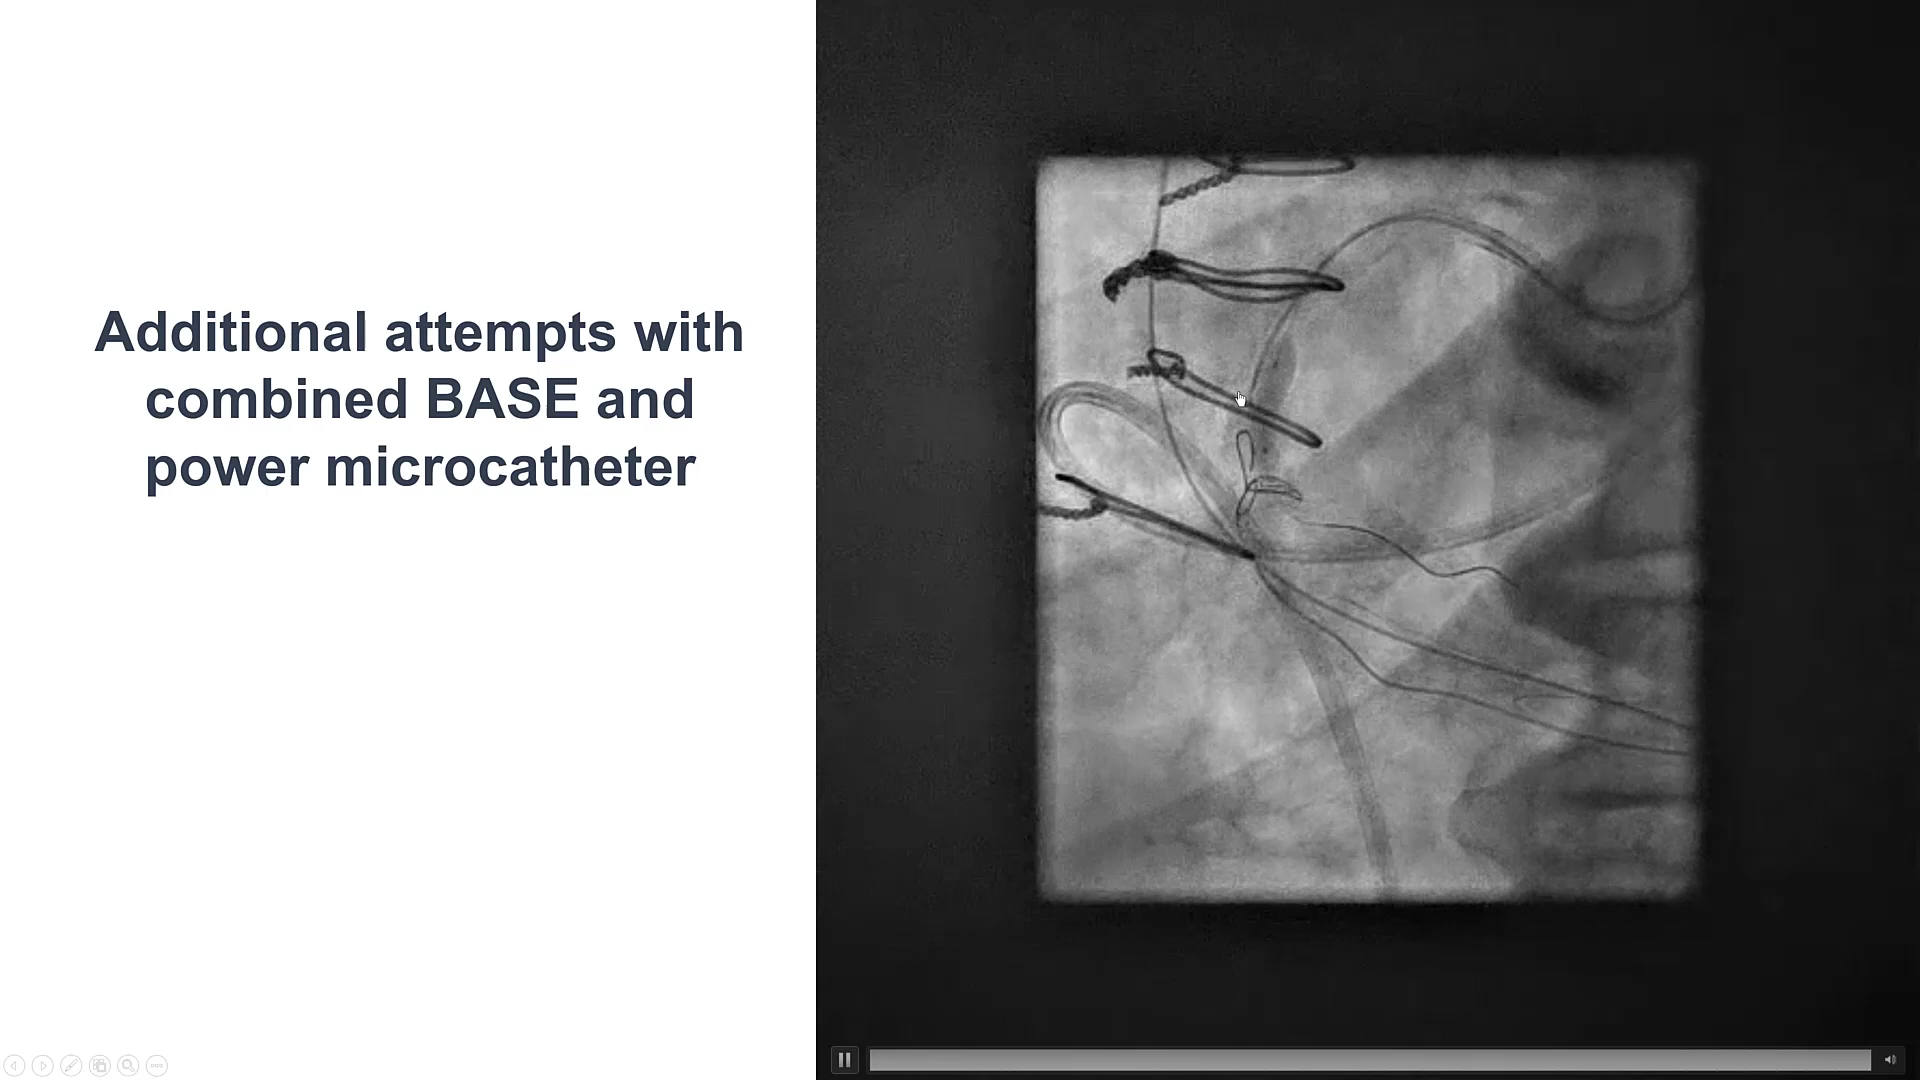 Additional attempts with
combined BASE and
power microcatheter